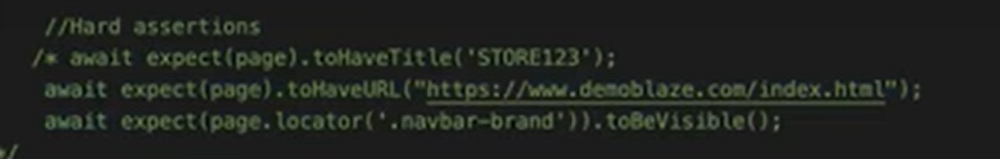 //Hard assertions
/* await expect(page).toHaveTitle('STORE123');
await expect(page).toHaveURL("https://www.demoblaze.com/index.html");
await expect(page.locator('.navbar-brand')).toBeVisible();
*/